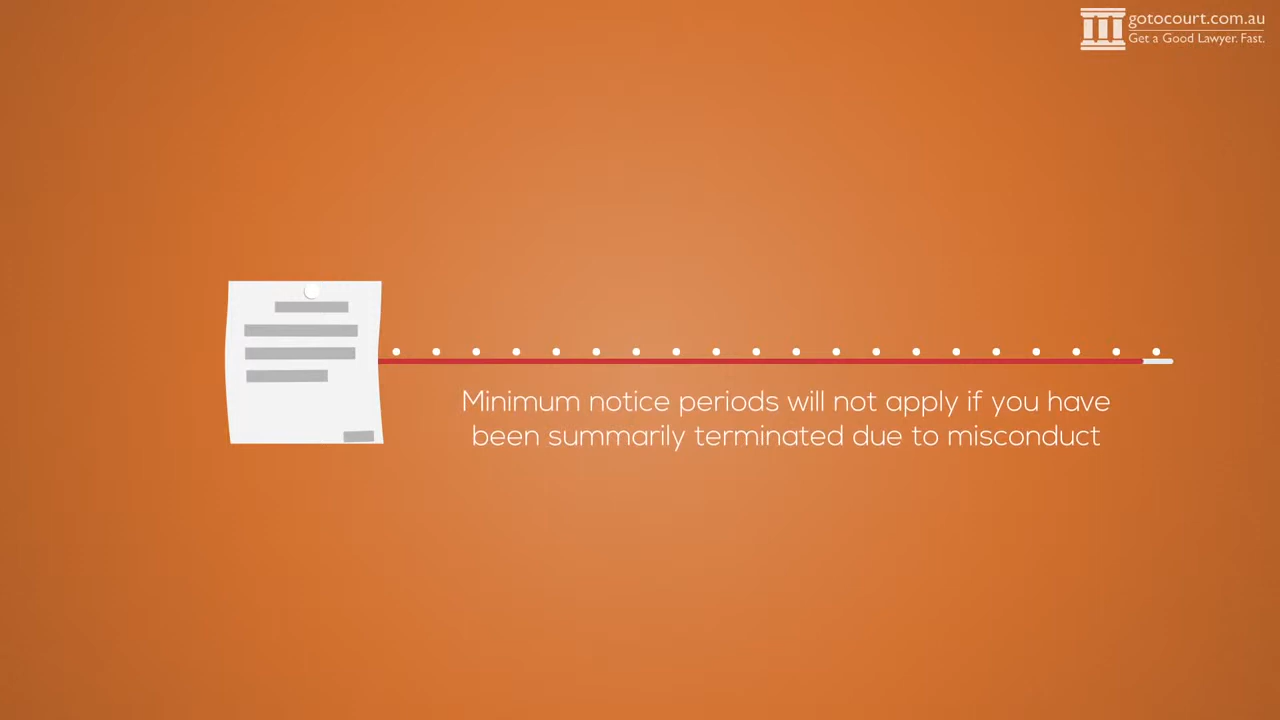 gotocourt.com.au
Get a Good Lawyer. Fast.
Minimum notice periods will not apply if you have
been summarily terminated due to misconduct